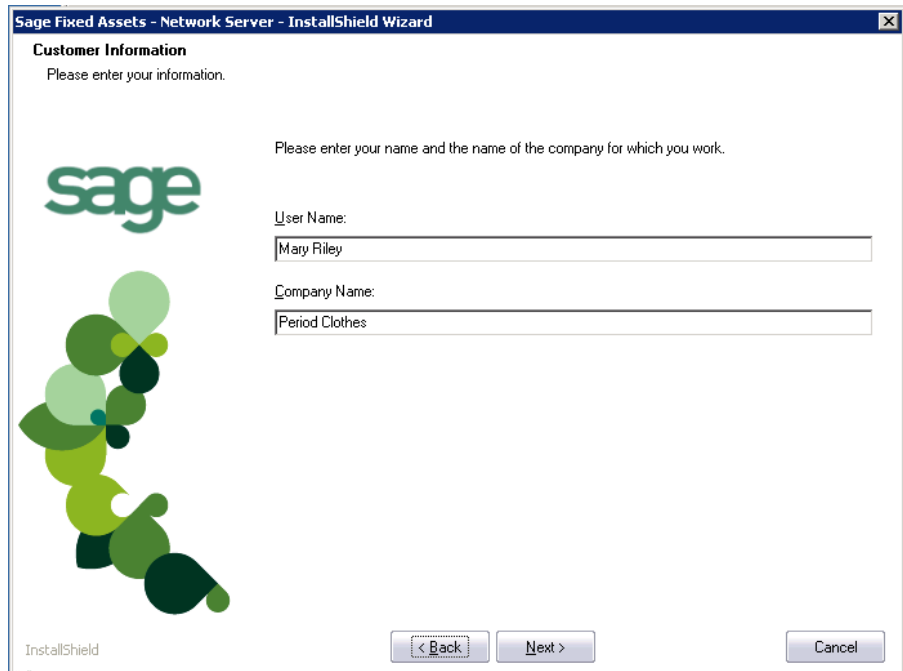 Sage Fixed Assets - Network Server - InstallShield Wizard
Customer Information
Please enter your information.
Please enter your name and the name of the company for which you work.
sage
User Name:
Mary Riley
Company Name:
Period Clothes
InstallShield
< Back
Next >
Cancel